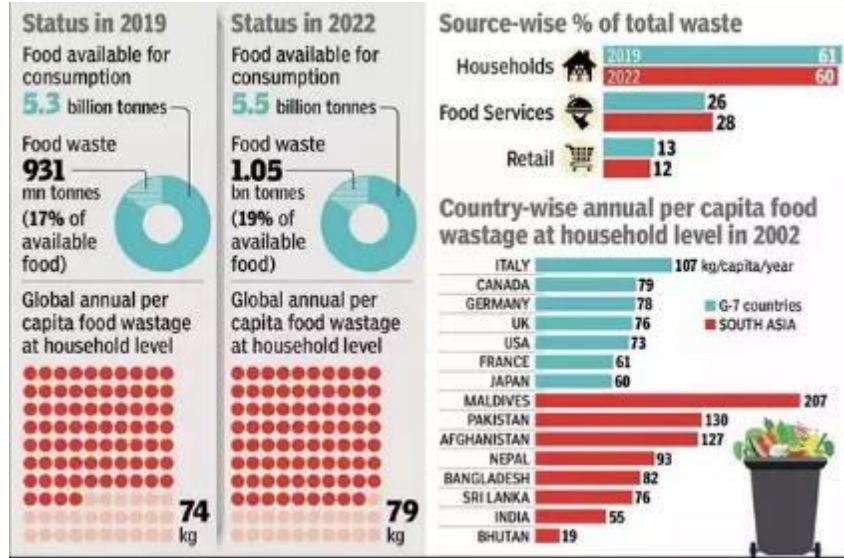 Status in 2019
Food available for
consumption
5.3 billion tonnes
Food waste
931
mn tonnes
(17% of
available
food)
Global annual per
capita food wastage
at household level
74
kg
Status in 2022
Food available for
consumption
5.5 billion tonnes
Food waste
1.05
bn tonnes
(19% of
available
food)
Global annual per
capita food wastage
at household level
79
kg
Source-wise % of total waste
Households
2019 61
2022 60
Food Services
26
28
Retail
13
12
Country-wise annual per capita food
wastage at household level in 2002
ITALY 107 kg/capita/year
CANADA 79
GERMANY 78
UK 76
USA 73
FRANCE 61
JAPAN 60
MALDIVES 207
PAKISTAN 130
AFGHANISTAN 127
NEPAL 93
BANGLADESH 82
SRI LANKA 76
INDIA 55
BHUTAN 19
G-7 countries
SOUTH ASIA